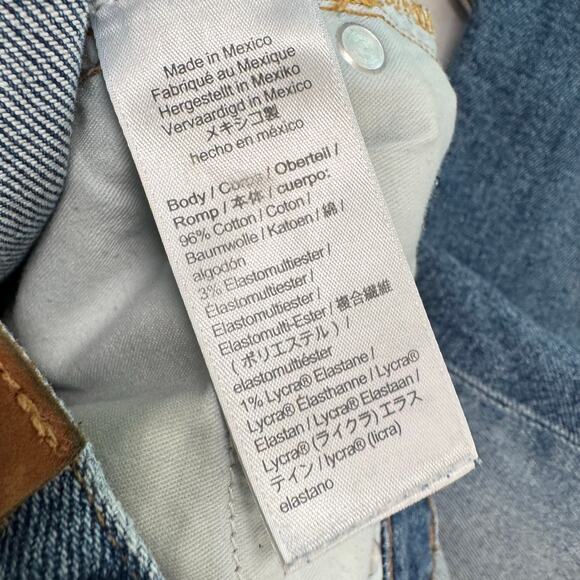 Made in Mexico
Fabriqué au Mexique
Hergestellt in Mexiko
Vervaardigd in Mexico
メキシコ製
hecho en méxico
Body / Corps / Oberteil /
Romp / 本体 / cuerpo:
96% Cotton / Coton /
Baumwolle / Katoen / 綿 /
algodón
3% Elastomultiester /
Élastomultiester /
Elastomultiester /
Elastomulti-Ester / 複合繊維
( ポリエステル ) /
elastomultiéster
1% Lycra® Elastane /
Lycra® Élasthanne / Lycra®
Elastan / Lycra® Elastaan /
Lycra® (ライクラ) エラス
ティン / lycra® (licra)
elastano